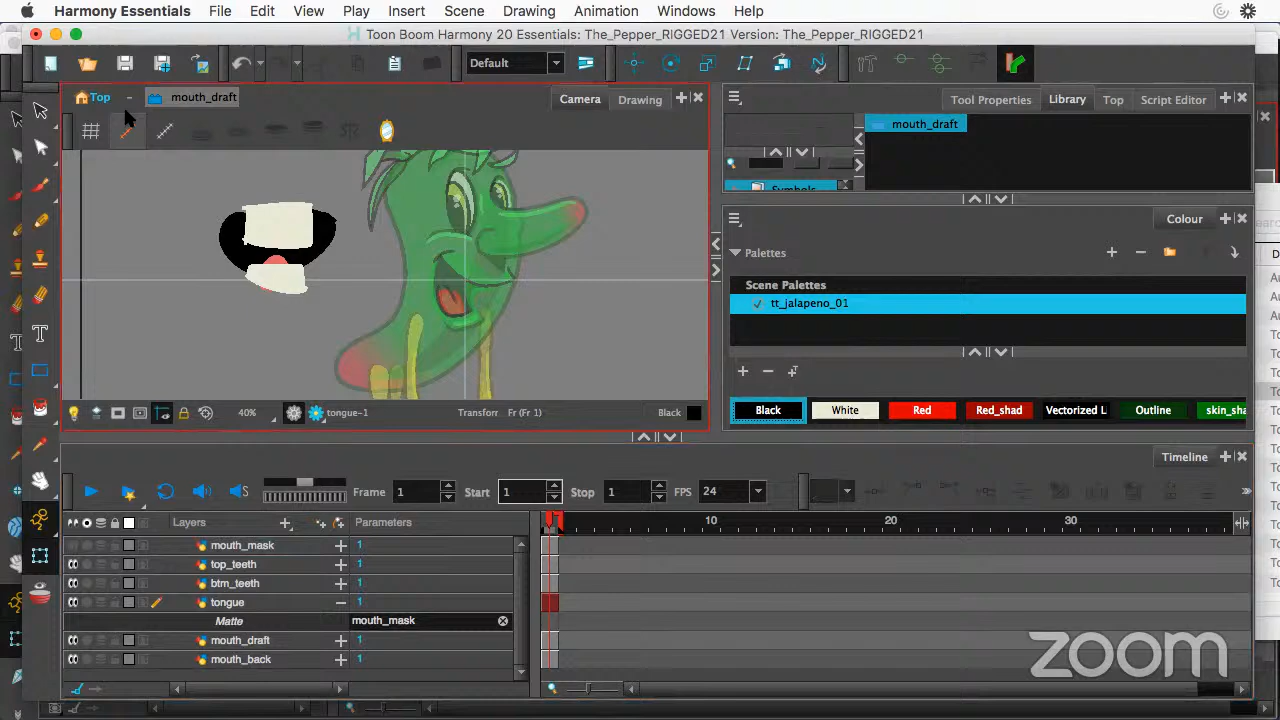 Harmony Essentials File Edit View Play Insert Scene Drawing Animation Windows Help
Toon Boom Harmony 20 Essentials: The_Pepper_RIGGED21 Version: The_Pepper_RIGGED21
Default
Top mouth_draft Camera Drawing
Tool Properties Library Top Script Editor
mouth_draft
Symbols
Colour
Palettes
Scene Palettes
tt_jalapeno_01
40% tongue-1 Transforr Fr (Fr 1) Black
Black White Red Red_shad Vectorized L Outline skin_sha
Timeline
Frame 1 Start 1 Stop 1 FPS 24
Layers Parameters 10 20 30
mouth_mask 1
top_teeth 1
btm_teeth 1
tongue 1
Matte mouth_mask
mouth_draft 1
mouth_back 1
zoom